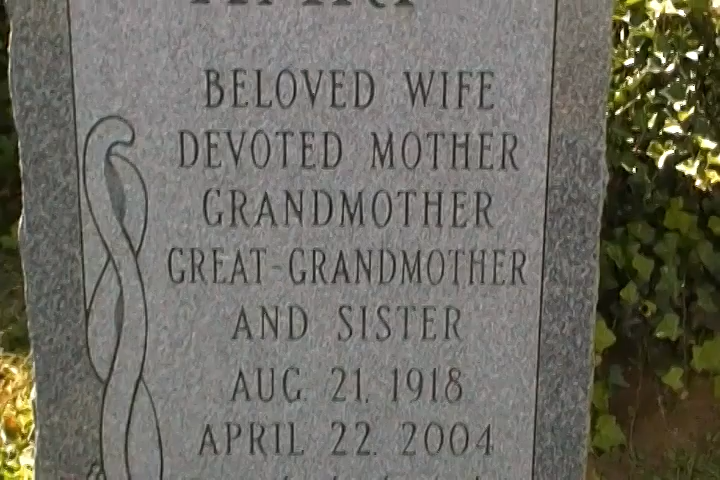 BELOVED WIFE
DEVOTED MOTHER
GRANDMOTHER
GREAT-GRANDMOTHER
AND SISTER
AUG. 21, 1918
APRIL 22, 2004